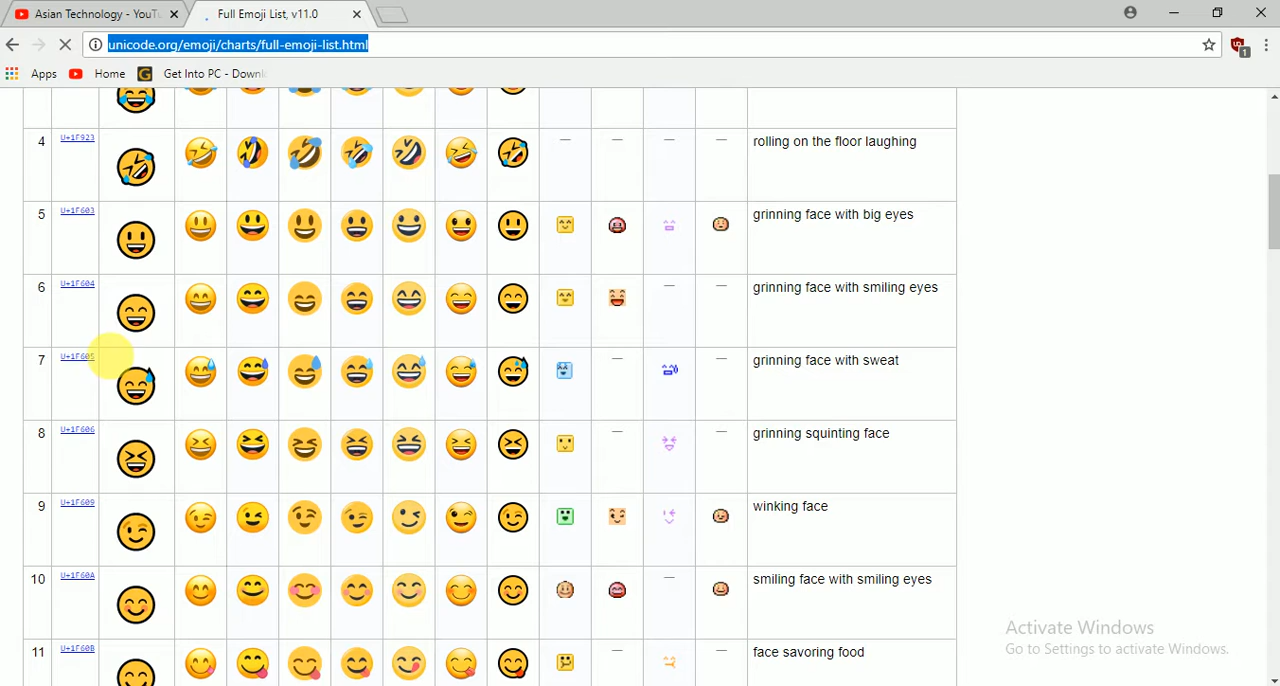 Asian Technology - YouTu
Full Emoji List, v11.0
unicode.org/emoji/charts/full-emoji-list.html
1
Apps
Home
Get Into PC - Downl
4 U+1F923 — — — — rolling on the floor laughing
5 U+1F603 grinning face with big eyes
6 U+1F604 — — grinning face with smiling eyes
7 U+1F605 — — grinning face with sweat
8 U+1F606 — — grinning squinting face
9 U+1F609 winking face
10 U+1F60A — smiling face with smiling eyes
11 U+1F60B — — face savoring food
Activate Windows
Go to Settings to activate Windows.